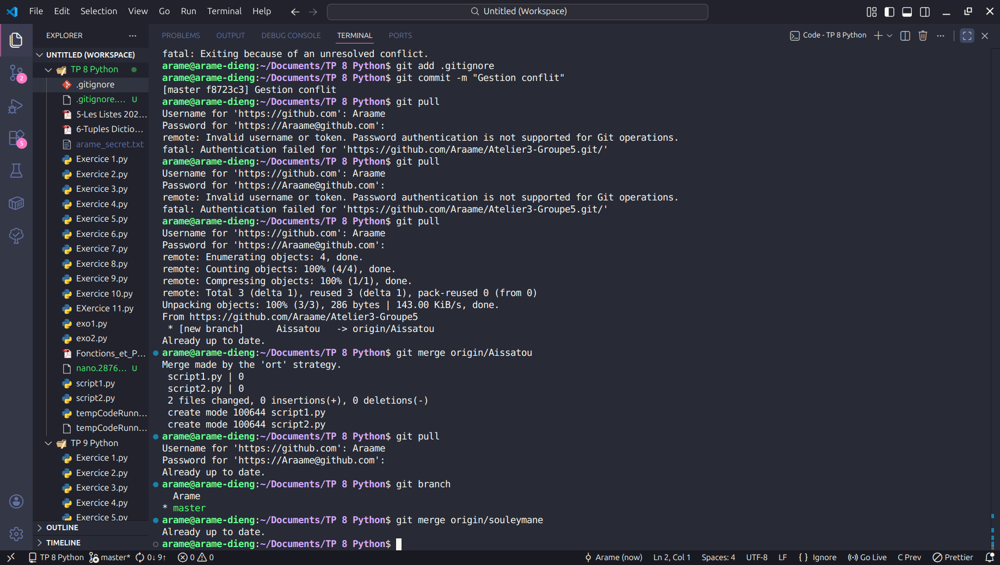 File Edit Selection View Go Run Terminal Help
Untitled (Workspace)
EXPLORER
PROBLEMS OUTPUT DEBUG CONSOLE TERMINAL PORTS
Code - TP 8 Python
UNTITLED (WORKSPACE)
TP 8 Python
.gitignore
.gitignore.... U
5-Les Listes 202...
6-Tuples Dictio...
arame_secret.txt
Exercice 1.py
Exercice 2.py
Exercice 3.py
Exercice 4.py
Exercice 5.py
Exercice 6.py
Exercice 7.py
Exercice 8.py
Exercice 9.py
Exercice 10.py
EXercice 11.py
exo1.py
exo2.py
Fonctions_et_P...
nano.2876... U
script1.py
script2.py
tempCodeRunn...
tempCodeRunn...
TP 9 Python
Exercice 1.py
Exercice 2.py
Exercice 3.py
Exercice 4.py
Exercice 5.py
OUTLINE
TIMELINE
2
5
fatal: Exiting because of an unresolved conflict.
arame@arame-dieng:~/Documents/TP 8 Python$ git add .gitignore
arame@arame-dieng:~/Documents/TP 8 Python$ git commit -m "Gestion conflit"
[master f8723c3] Gestion conflit
arame@arame-dieng:~/Documents/TP 8 Python$ git pull
Username for 'https://github.com': Araame
Password for 'https://Araame@github.com':
remote: Invalid username or token. Password authentication is not supported for Git operations.
fatal: Authentication failed for 'https://github.com/Araame/Atelier3-Groupe5.git/'
arame@arame-dieng:~/Documents/TP 8 Python$ git pull
Username for 'https://github.com': Araame
Password for 'https://Araame@github.com':
remote: Invalid username or token. Password authentication is not supported for Git operations.
fatal: Authentication failed for 'https://github.com/Araame/Atelier3-Groupe5.git/'
arame@arame-dieng:~/Documents/TP 8 Python$ git pull
Username for 'https://github.com': Araame
Password for 'https://Araame@github.com':
remote: Enumerating objects: 4, done.
remote: Counting objects: 100% (4/4), done.
remote: Compressing objects: 100% (1/1), done.
remote: Total 3 (delta 1), reused 3 (delta 1), pack-reused 0 (from 0)
Unpacking objects: 100% (3/3), 286 bytes | 143.00 KiB/s, done.
From https://github.com/Araame/Atelier3-Groupe5
 * [new branch]      Aissatou   -> origin/Aissatou
Already up to date.
arame@arame-dieng:~/Documents/TP 8 Python$ git merge origin/Aissatou
Merge made by the 'ort' strategy.
 script1.py | 0
 script2.py | 0
 2 files changed, 0 insertions(+), 0 deletions(-)
 create mode 100644 script1.py
 create mode 100644 script2.py
arame@arame-dieng:~/Documents/TP 8 Python$ git pull
Username for 'https://github.com': Araame
Password for 'https://Araame@github.com':
Already up to date.
arame@arame-dieng:~/Documents/TP 8 Python$ git branch
  Arame
* master
arame@arame-dieng:~/Documents/TP 8 Python$ git merge origin/souleymane
Already up to date.
arame@arame-dieng:~/Documents/TP 8 Python$
TP 8 Python master* 0↓ 9↑ 0 0 Arame (now) Ln 2, Col 1 Spaces: 4 UTF-8 LF { } Ignore Go Live C Prev Prettier